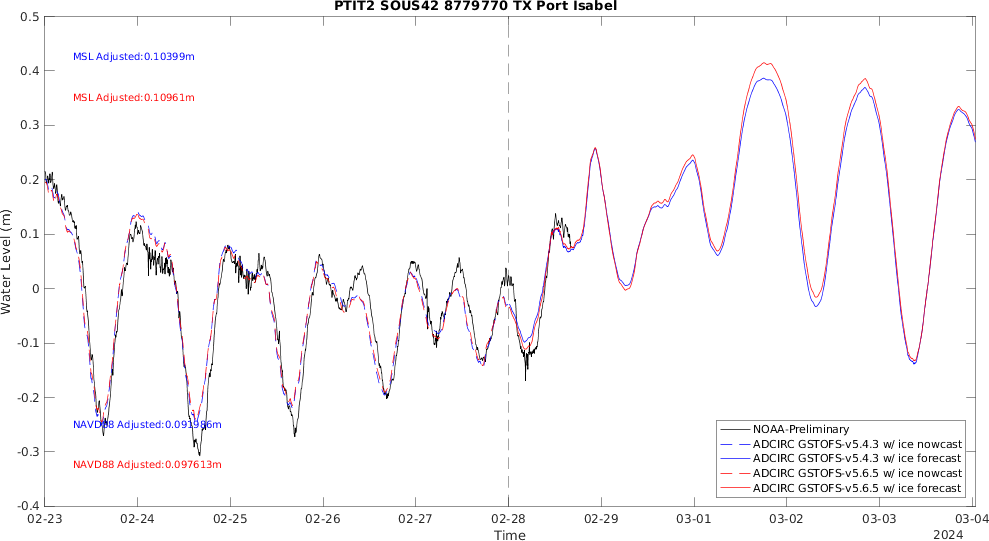 PTIT2 SOUS42 8779770 TX Port Isabel
0.5
0.4
0.3
0.2
0.1
0
-0.1
-0.2
-0.3
-0.4
Water Level (m)
MSL Adjusted:0.10399m
MSL Adjusted:0.10961m
NAVD88 Adjusted:0.091986m
NAVD88 Adjusted:0.097613m
NOAA-Preliminary
ADCIRC GSTOFS-v5.4.3 w/ ice nowcast
ADCIRC GSTOFS-v5.4.3 w/ ice forecast
ADCIRC GSTOFS-v5.6.5 w/ ice nowcast
ADCIRC GSTOFS-v5.6.5 w/ ice forecast
02-23 02-24 02-25 02-26 02-27 02-28 02-29 03-01 03-02 03-03 03-04
Time
2024